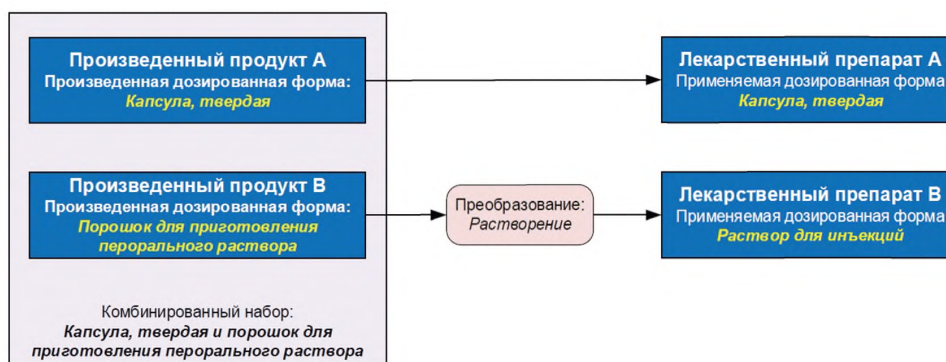 Произведенный продукт А
Произведенная дозированная форма:
Капсула, твердая
Лекарственный препарат А
Применяемая дозированная форма
Капсула, твердая
Произведенный продукт В
Произведенная дозированная форма:
Порошок для приготовления
перорального раствора
Преобразование:
Растворение
Лекарственный препарат В
Применяемая дозированная форма
Раствор для инъекций
Комбинированный набор:
Капсула, твердая и порошок для
приготовления перорального раствора